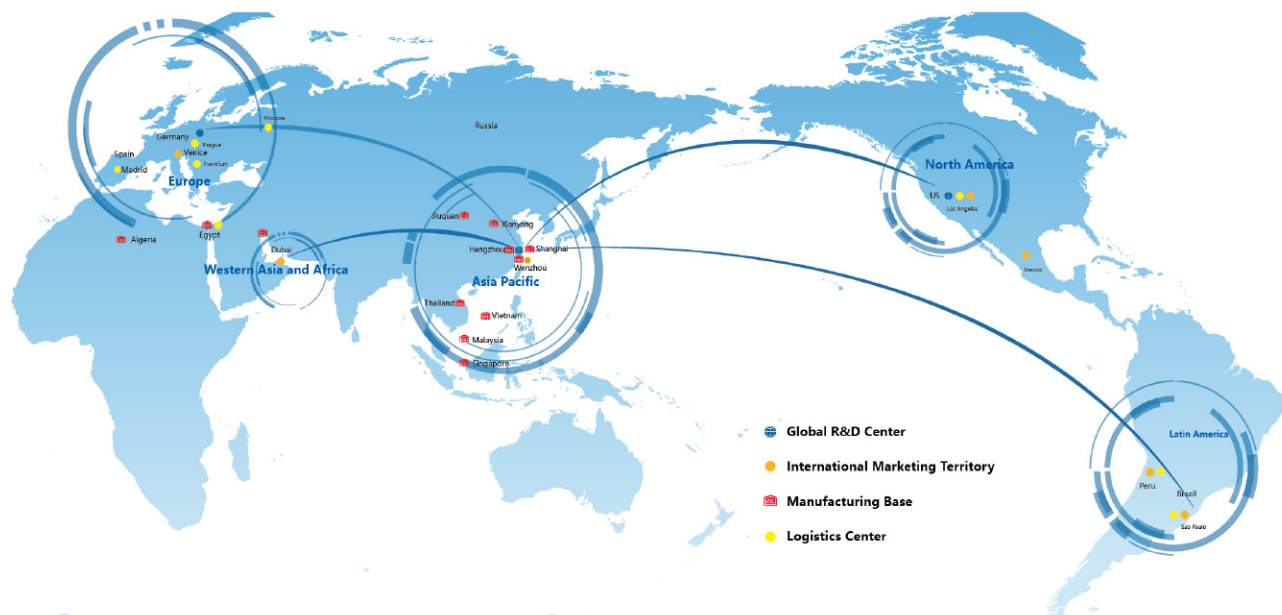 Moscow
Germany
Prague
Venice
Spain
Frankfurt
Madrid
Europe
Russia
Algeria
Egypt
Dubai
Western Asia and Africa
Jiuquan
Xianyang
Hangzhou
Shanghai
Wenzhou
Asia Pacific
Thailand
Vietnam
Malaysia
Singapore
North America
US
Los Angeles
Mexico
Latin America
Peru
Brazil
Sao Paulo
Global R&D Center
International Marketing Territory
Manufacturing Base
Logistics Center